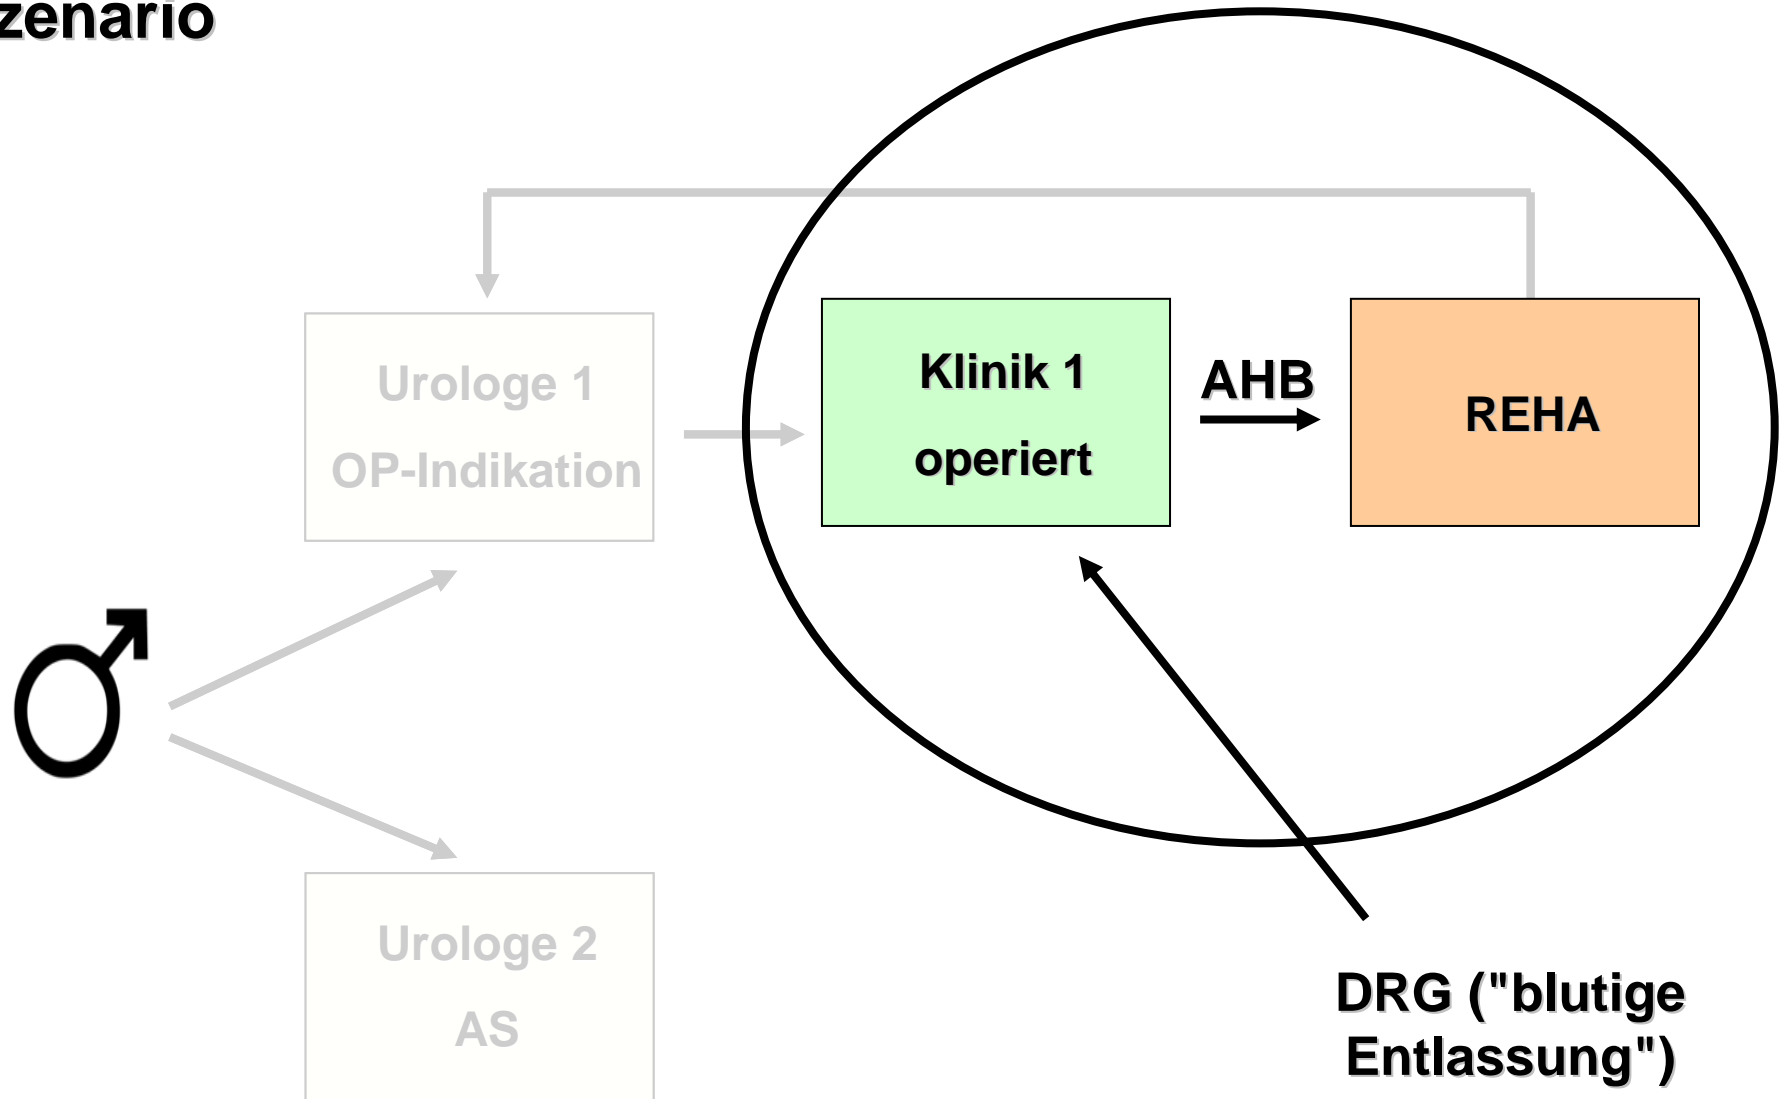 zenario
Urologe 1
OP-Indikation
Klinik 1
operiert
AHB
REHA
Urologe 2
AS
DRG ("blutige
Entlassung")